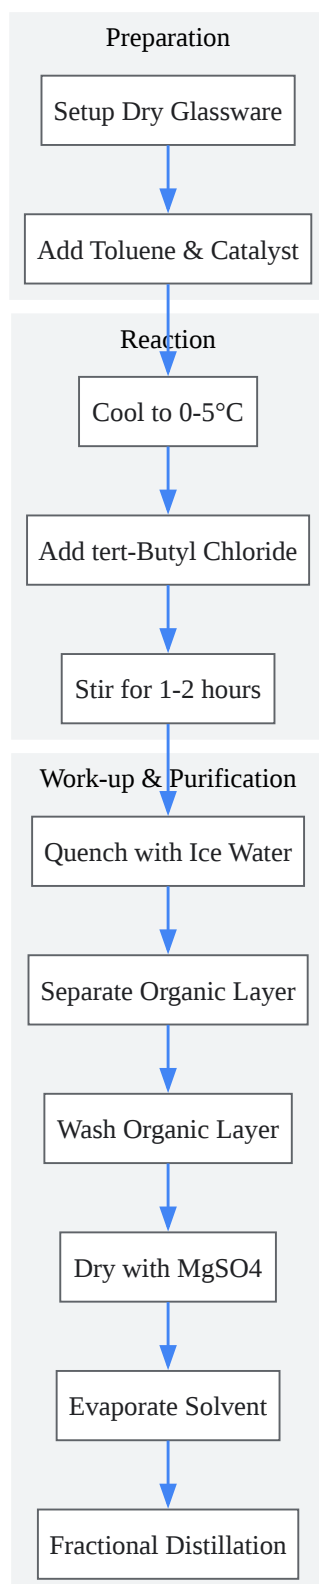 Preparation
Setup Dry Glassware
Add Toluene & Catalyst
Reaction
Cool to 0-5°C
Add tert-Butyl Chloride
Stir for 1-2 hours
Work-up & Purification
Quench with Ice Water
Separate Organic Layer
Wash Organic Layer
Dry with MgSO4
Evaporate Solvent
Fractional Distillation